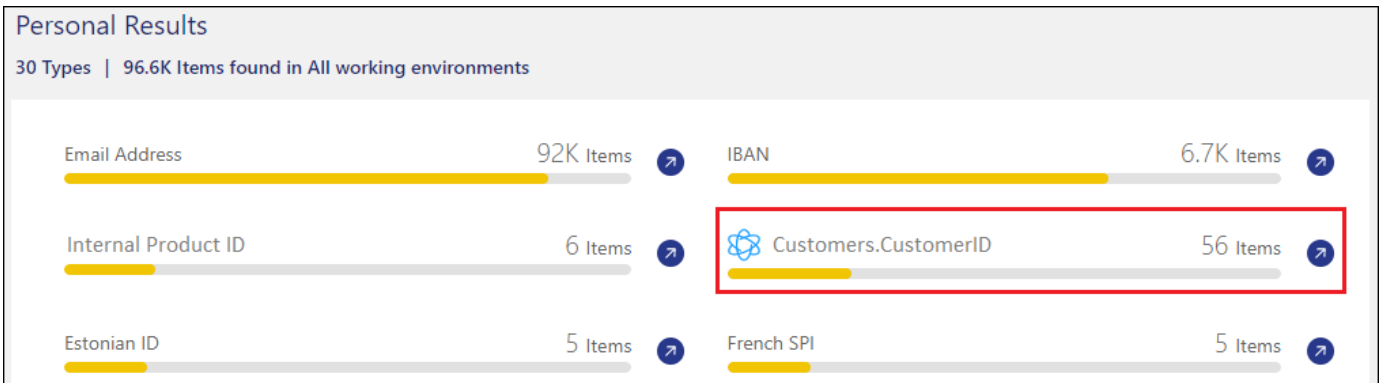 Personal Results
30 Types | 96.6K Items found in All working environments
Email Address 92K Items
IBAN 6.7K Items
Internal Product ID 6 Items
Customers.CustomerID 56 Items
Estonian ID 5 Items
French SPI 5 Items